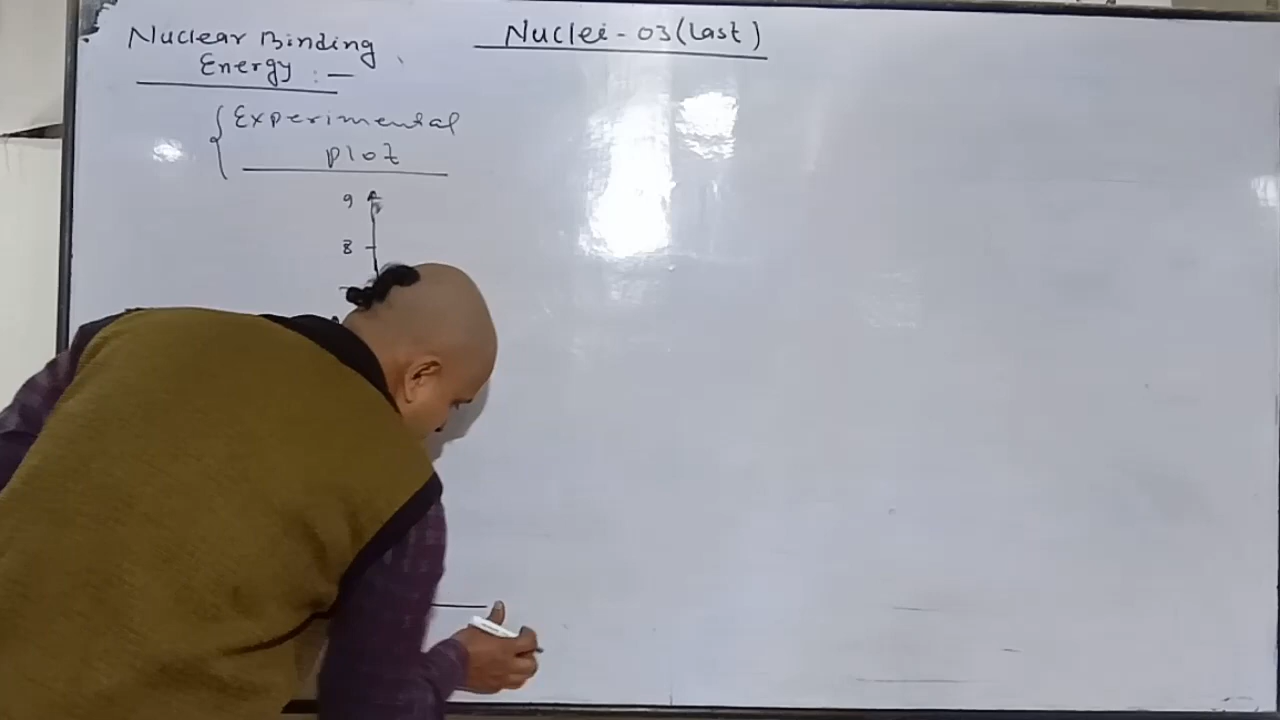 Nuclei - 03 (Last)
Nuclear Binding
Energy : —
Experimental
plot
9
8